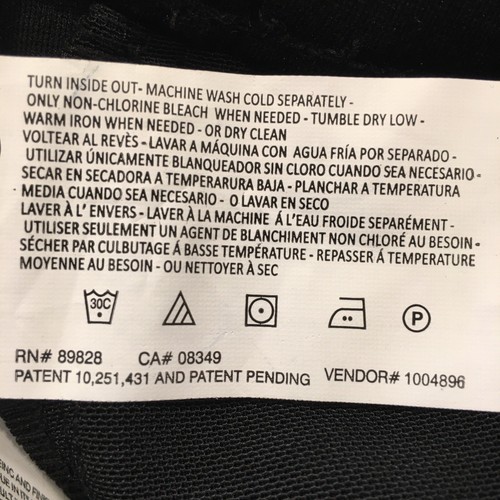 TURN INSIDE OUT- MACHINE WASH COLD SEPARATELY -
ONLY NON-CHLORINE BLEACH WHEN NEEDED - TUMBLE DRY LOW -
WARM IRON WHEN NEEDED - OR DRY CLEAN
VOLTEAR AL REVÈS - LAVAR A MÁQUINA CON AGUA FRÍA POR SEPARADO -
UTILIZAR ÚNICAMENTE BLANQUEADOR SIN CLORO CUANDO SEA NECESARIO -
SECAR EN SECADORA A TEMPERARURA BAJA - PLANCHAR A TEMPERATURA
MEDIA CUANDO SEA NECESARIO - O LAVAR EN SECO
LAVER À L' ENVERS - LAVER À LA MACHINE Á L'EAU FROIDE SEPARÉMENT -
UTILISER SEULEMENT UN AGENT DE BLANCHIMENT NON CHLORÉ AU BESOIN -
SÉCHER PAR CULBUTAGE Á BASSE TEMPÉRATURE - REPASSER Á TEMPERATURE
MOYENNE AU BESOIN - OU NETTOYER À SEC
30C P
RN# 89828 CA# 08349
PATENT 10,251,431 AND PATENT PENDING VENDOR# 1004896